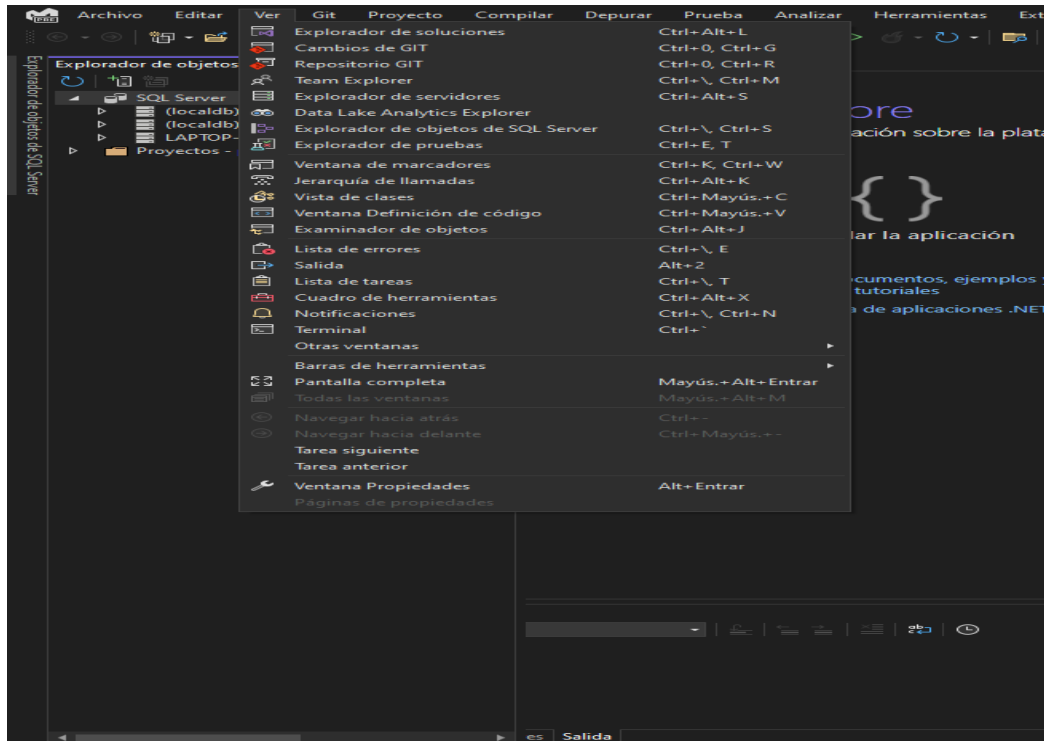 PRE Archivo Editar Ver Git Proyecto Compilar Depurar Prueba Analizar Herramientas Ext
Explorador de objetos
Explorador de objetos de SQL Server
SQL Server
(localdb)
(localdb)
LAPTOP-
Proyectos -
Explorador de soluciones Ctrl+Alt+L
Cambios de GIT Ctrl+0, Ctrl+G
Repositorio GIT Ctrl+0, Ctrl+R
Team Explorer Ctrl+\, Ctrl+M
Explorador de servidores Ctrl+Alt+S
Data Lake Analytics Explorer
Explorador de objetos de SQL Server Ctrl+\, Ctrl+S
Explorador de pruebas Ctrl+E, T
Ventana de marcadores Ctrl+K, Ctrl+W
Jerarquía de llamadas Ctrl+Alt+K
Vista de clases Ctrl+Mayús.+C
Ventana Definición de código Ctrl+Mayús.+V
Examinador de objetos Ctrl+Alt+J
Lista de errores Ctrl+\, E
Salida Alt+2
Lista de tareas Ctrl+\, T
Cuadro de herramientas Ctrl+Alt+X
Notificaciones Ctrl+\, Ctrl+N
Terminal Ctrl+`
Otras ventanas
Barras de herramientas
Pantalla completa Mayús.+Alt+Entrar
Todas las ventanas Mayús.+Alt+M
Navegar hacia atrás Ctrl+-
Navegar hacia delante Ctrl+Mayús.+-
Tarea siguiente
Tarea anterior
Ventana Propiedades Alt+Entrar
Páginas de propiedades
ore
ación sobre la plata
{ }
lar la aplicación
cumentos, ejemplos y
tutoriales
de aplicaciones .NET
es Salida